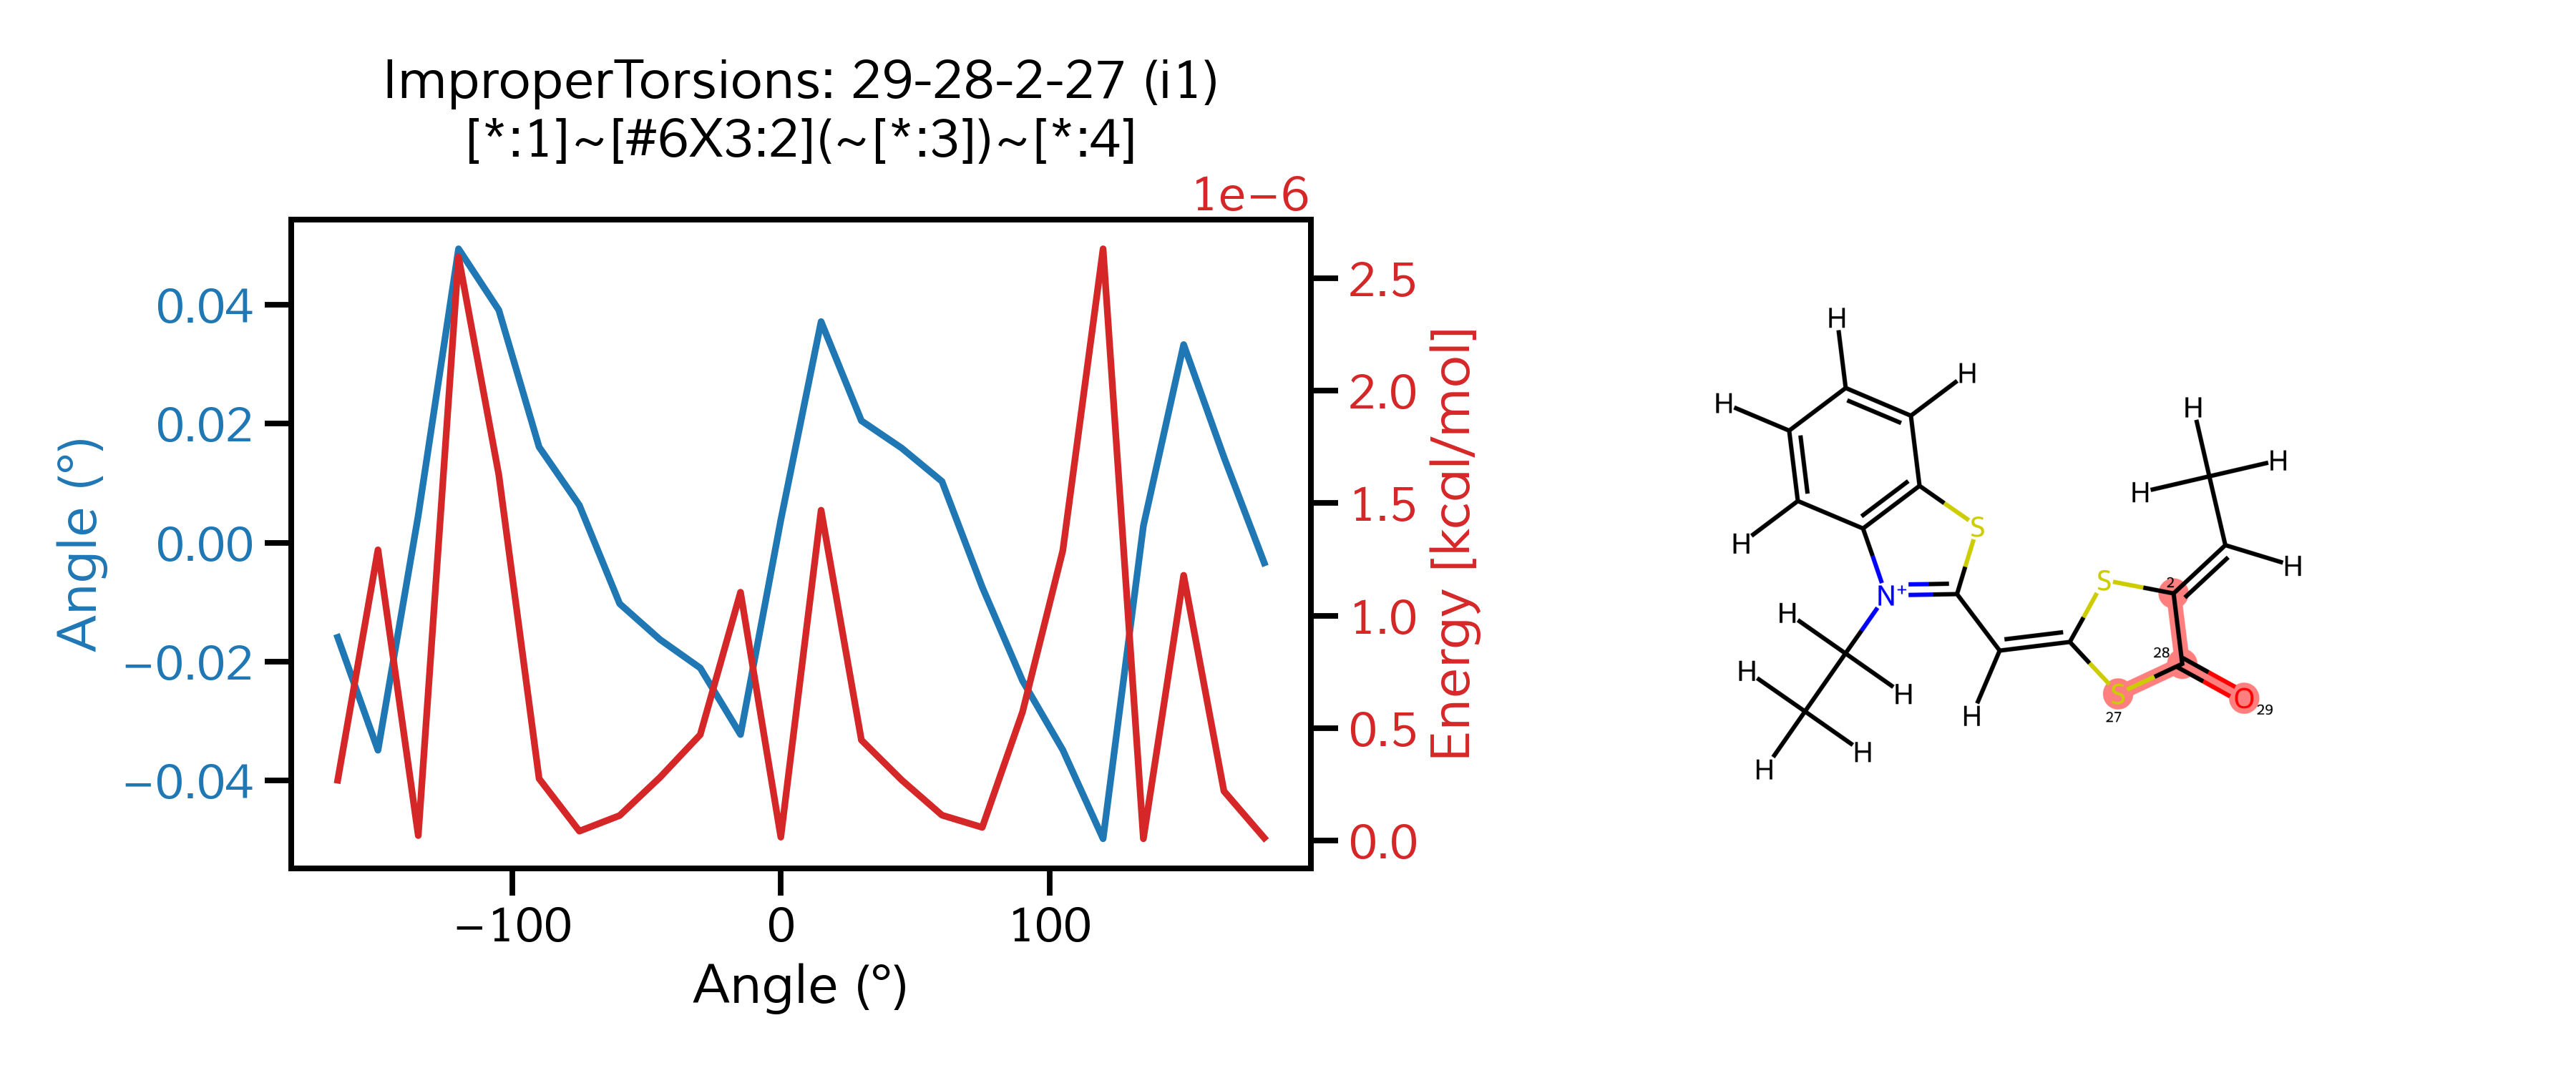 ImproperTorsions: 29-28-2-27 (i1)
[*:1]~[#6X3:2](~[*:3])~[*:4]
1e−6
0.04
0.02
0.00
−0.02
−0.04
Angle (°)
2.5
2.0
1.5
1.0
0.5
0.0
Energy [kcal/mol]
−100
0
100
Angle (°)
H
H
H
H
H
H
H
S
H
H
S
2
N⁺
H
28
H
S
O
29
27
H
H
H
H